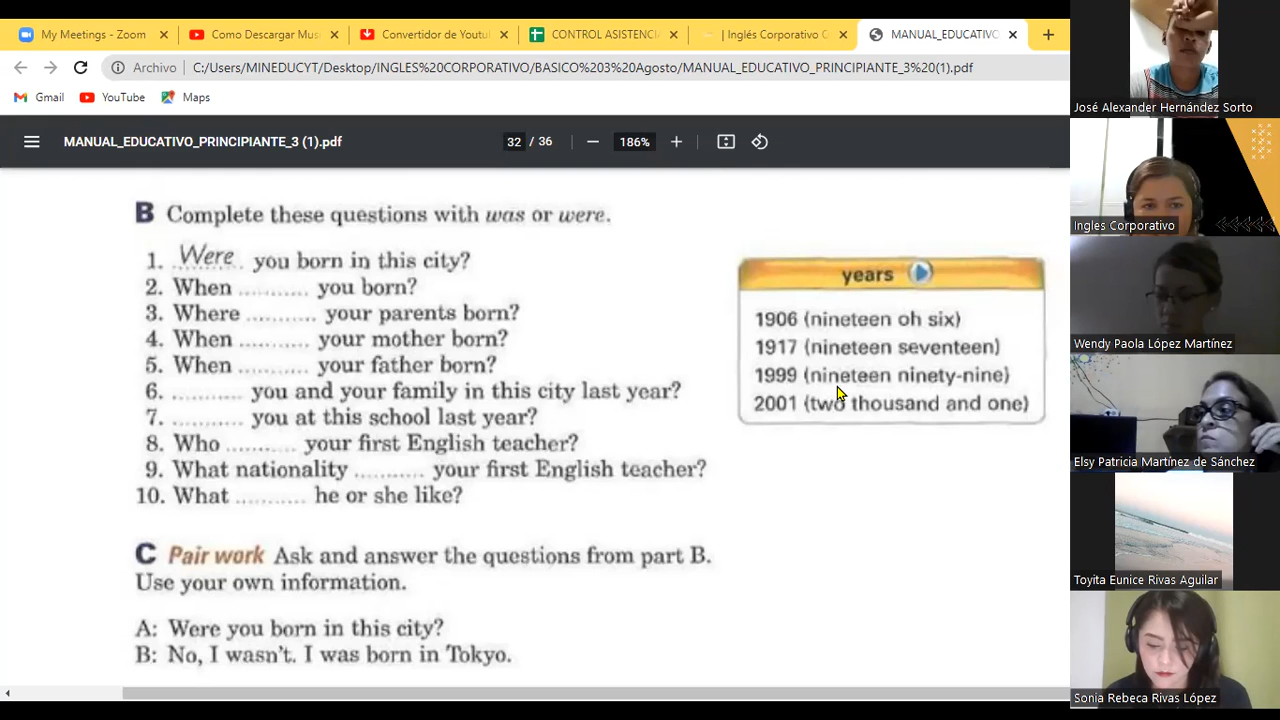 My Meetings - Zoom
Como Descargar Mus
Convertidor de Youtu
CONTROL ASISTENCI
| Inglés Corporativo G
MANUAL_EDUCATIVO
Archivo
C:/Users/MINEDUCYT/Desktop/INGLES%20CORPORATIVO/BASICO%203%20Agosto/MANUAL_EDUCATIVO_PRINCIPIANTE_3%20(1).pdf
Gmail
YouTube
Maps
MANUAL_EDUCATIVO_PRINCIPIANTE_3 (1).pdf
32 / 36
186%
B Complete these questions with was or were.
1. Were you born in this city?
2. When .......... you born?
3. Where .......... your parents born?
4. When .......... your mother born?
5. When .......... your father born?
6. .......... you and your family in this city last year?
7. .......... you at this school last year?
8. Who .......... your first English teacher?
9. What nationality .......... your first English teacher?
10. What .......... he or she like?
years
1906 (nineteen oh six)
1917 (nineteen seventeen)
1999 (nineteen ninety-nine)
2001 (two thousand and one)
C Pair work Ask and answer the questions from part B.
Use your own information.
A: Were you born in this city?
B: No, I wasn't. I was born in Tokyo.
José Alexander Hernández Sorto
Ingles Corporativo
Wendy Paola López Martínez
Elsy Patricia Martínez de Sánchez
Toyita Eunice Rivas Aguilar
Sonia Rebeca Rivas López